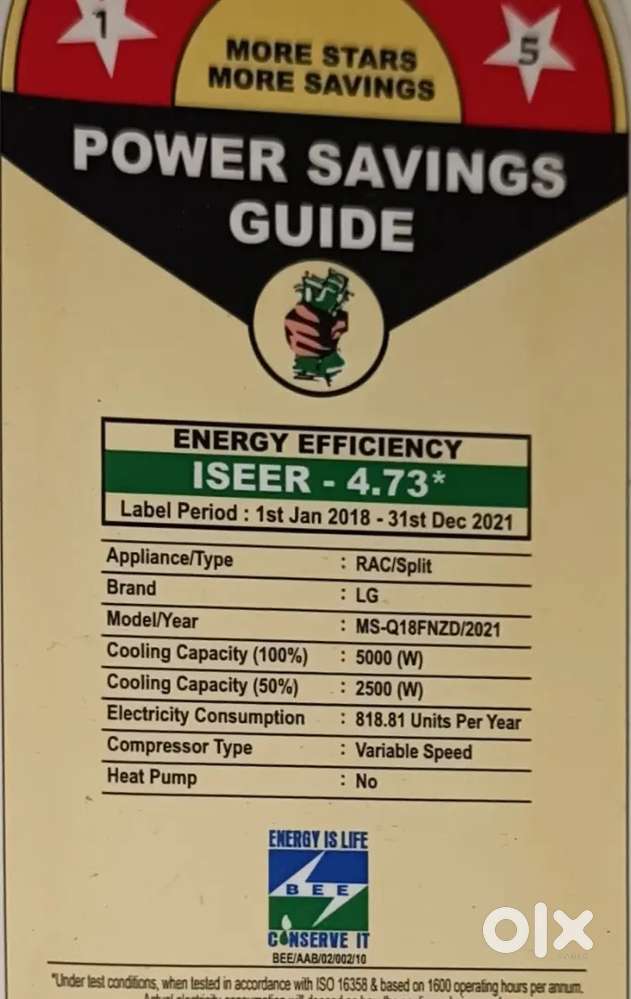 1
5
MORE STARS
MORE SAVINGS
POWER SAVINGS
GUIDE
ENERGY EFFICIENCY
ISEER - 4.73*
Label Period : 1st Jan 2018 - 31st Dec 2021
Appliance/Type : RAC/Split
Brand : LG
Model/Year : MS-Q18FNZD/2021
Cooling Capacity (100%) : 5000 (W)
Cooling Capacity (50%) : 2500 (W)
Electricity Consumption : 818.81 Units Per Year
Compressor Type : Variable Speed
Heat Pump : No
ENERGY IS LIFE
BEE
CONSERVE IT
BEE/AAB/02/002/10
olx
*Under test conditions, when tested in accordance with ISO 16358 & based on 1600 operating hours per annum.